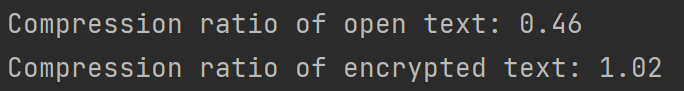 Compression ratio of open text: 0.46
Compression ratio of encrypted text: 1.02